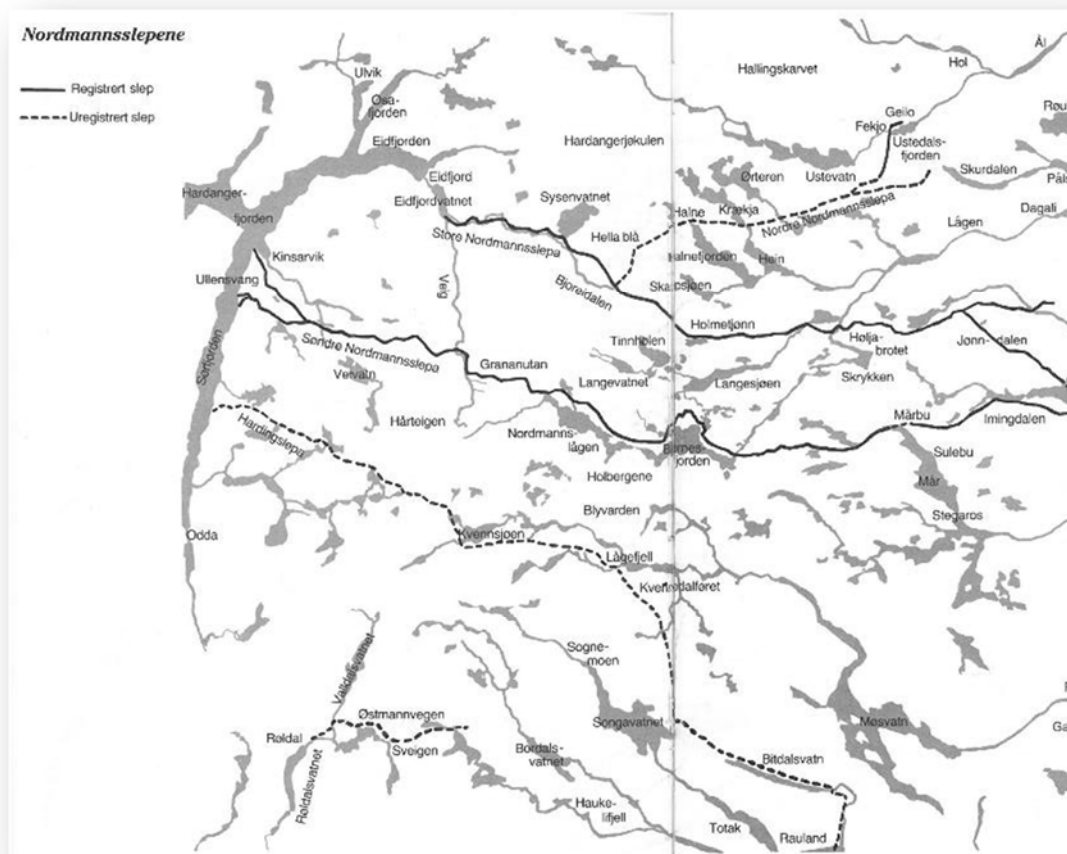 Nordmannsslepene
Registrert slep
Uregistrert slep
Ulvik
Osa-
fjorden
Eidfjorden
Eidfjord
Eidfjordvatnet
Hardanger-
fjorden
Kinsarvik
Ullensvang
Sørfjorden
Hallingskarvet
Hol
Ål
Geilo
Fekjo
Ustedals-
fjorden
Hardangerjøkulen
Ørteren
Ustevatn
Skurdalen
Sysenvatnet
Halne
Krækja
Nordre Nordmannsslepa
Lågen
Dagali
Store Nordmannsslepa
Hella blå
Hein
Bjoreidalen
Veig
Holmetjønn
Tinnhølen
Hølja-
brotet
Jønn-
dalen
Søndre Nordmannsslepa
Vetvatn
Grananutan
Langevatnet
Langesjøen
Skrykken
Hårteigen
Nordmanns-
lågen
Mårbu
Imingdalen
Hardingslepa
Holbergene
Sulebu
Mår
Blyvarden
Stegaros
Odda
Kvennsjøen
Lågefjell
Valldalsvatnet
Sogne-
moen
Østmannvegen
Songavatnet
Møsvatn
Røldal
Sveigen
Røldalsvatnet
Bordals-
vatnet
Bitdalsvatn
Hauke-
lifjell
Totak
Rauland